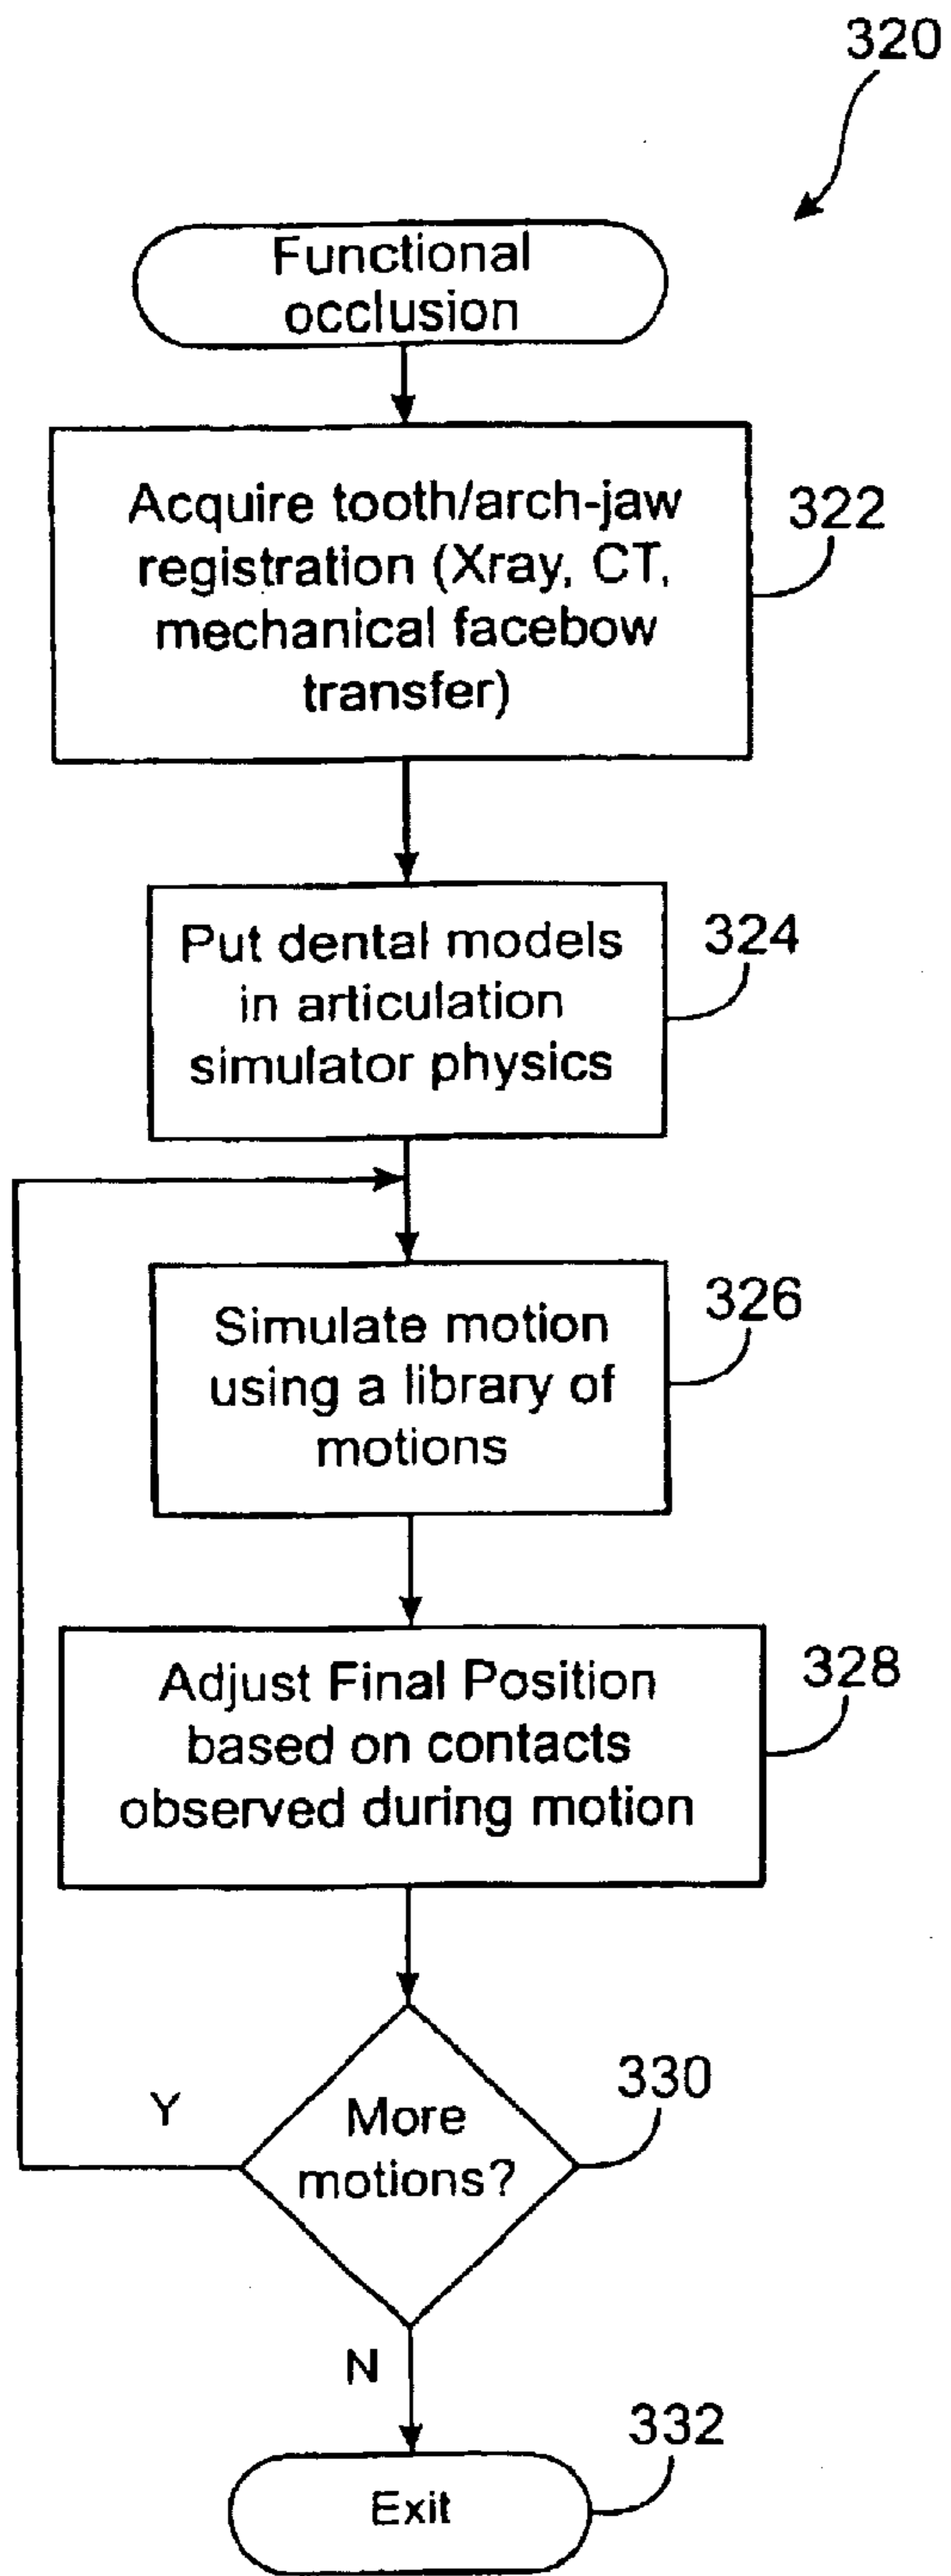 320
Functional
occlusion
Acquire tooth/arch-jaw
registration (Xray, CT,
mechanical facebow
transfer)
322
Put dental models
in articulation
simulator physics
324
Simulate motion
using a library of
motions
326
Adjust Final Position
based on contacts
observed during motion
328
More
motions?
330
Y
N
Exit
332